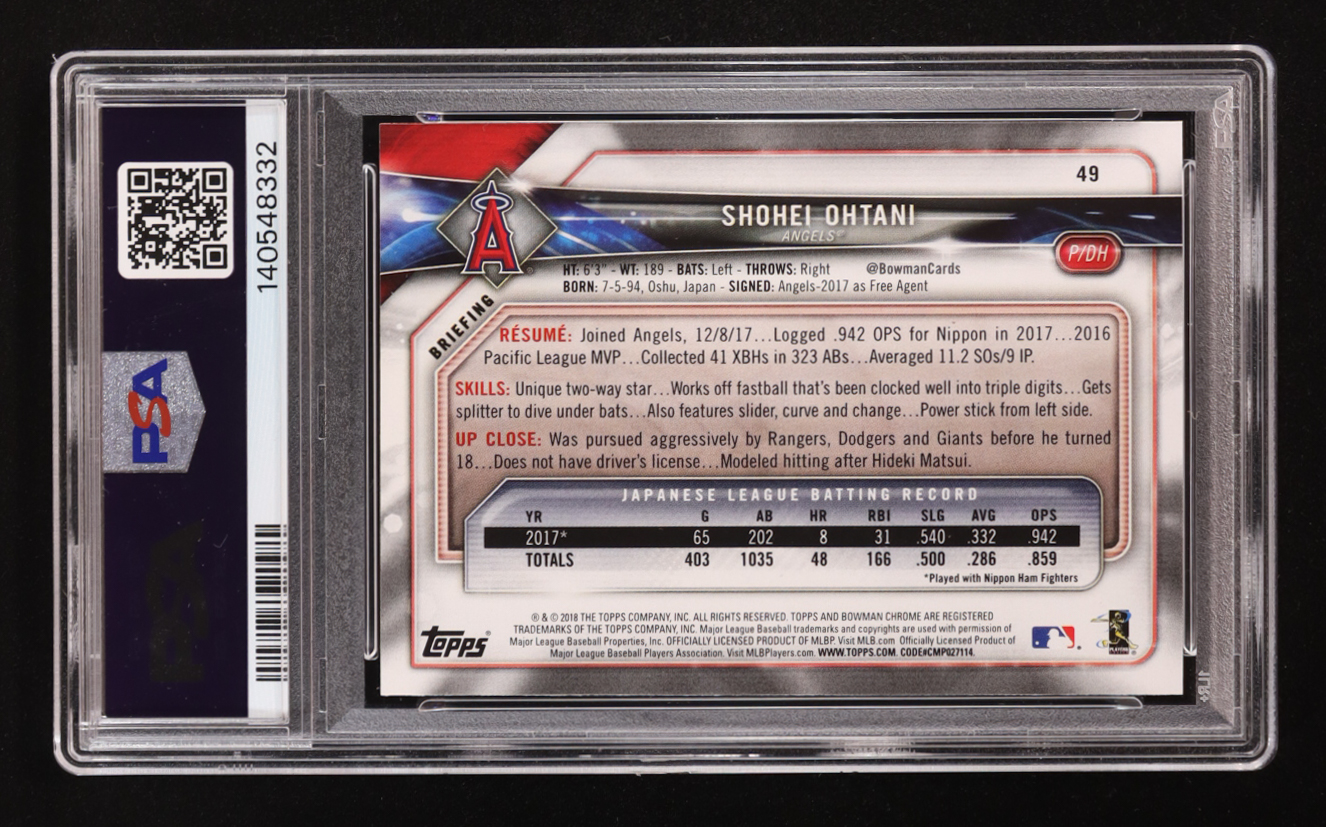 140548332
PSA
PSA
49
SHOHEI OHTANI
ANGELS®
P/DH
A
HT: 6'3" - WT: 189 - BATS: Left - THROWS: Right @BowmanCards
BORN: 7-5-94, Oshu, Japan - SIGNED: Angels-2017 as Free Agent
BRIEFING
RÉSUMÉ: Joined Angels, 12/8/17...Logged .942 OPS for Nippon in 2017...2016
Pacific League MVP...Collected 41 XBHs in 323 ABs...Averaged 11.2 SOs/9 IP.
SKILLS: Unique two-way star...Works off fastball that's been clocked well into triple digits...Gets
splitter to dive under bats...Also features slider, curve and change...Power stick from left side.
UP CLOSE: Was pursued aggressively by Rangers, Dodgers and Giants before he turned
18...Does not have driver's license...Modeled hitting after Hideki Matsui.
JAPANESE LEAGUE BATTING RECORD
YR G AB HR RBI SLG AVG OPS
2017* 65 202 8 31 .540 .332 .942
TOTALS 403 1035 48 166 .500 .286 .859
*Played with Nippon Ham Fighters
® & © 2018 THE TOPPS COMPANY, INC. ALL RIGHTS RESERVED. TOPPS AND BOWMAN CHROME ARE REGISTERED
TRADEMARKS OF THE TOPPS COMPANY, INC. Major League Baseball trademarks and copyrights are used with permission of
Major League Baseball Properties, Inc. OFFICIALLY LICENSED PRODUCT OF MLBP. Visit MLB.com Officially Licensed Product of
Major League Baseball Players Association. Visit MLBPlayers.com. WWW.TOPPS.COM. CODE#CMP027114.
Topps®
PLAYERS
PSA